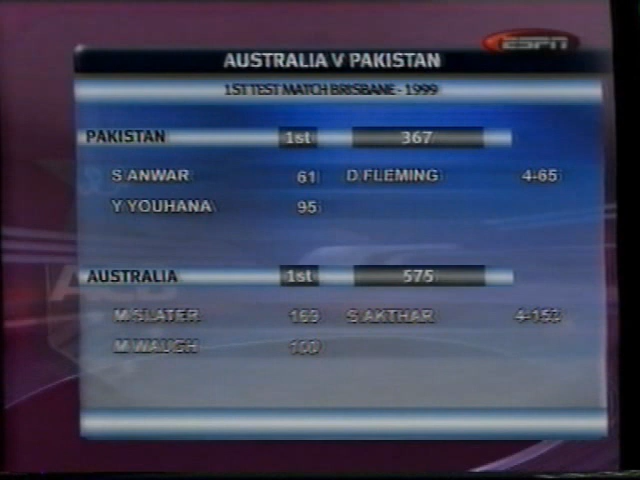 ESPN
AUSTRALIA V PAKISTAN
1ST TEST MATCH BRISBANE - 1999
PAKISTAN 1st 367
S ANWAR 61 D FLEMING 4-65
Y YOUHANA 95
AUSTRALIA 1st 575
M SLATER 169 S AKTHAR 4-153
M WAUGH 100